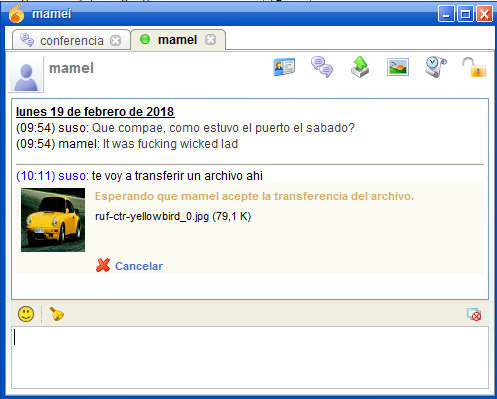 mamel
conferencia
mamel
mamel
lunes 19 de febrero de 2018
(09:54) suso: Que compae, como estuvo el puerto el sabado?
(09:54) mamel: It was fucking wicked lad
(10:11) suso: te voy a transferir un archivo ahi
Esperando que mamel acepte la transferencia del archivo.
ruf-ctr-yellowbird_0.jpg (79,1 K)
Cancelar